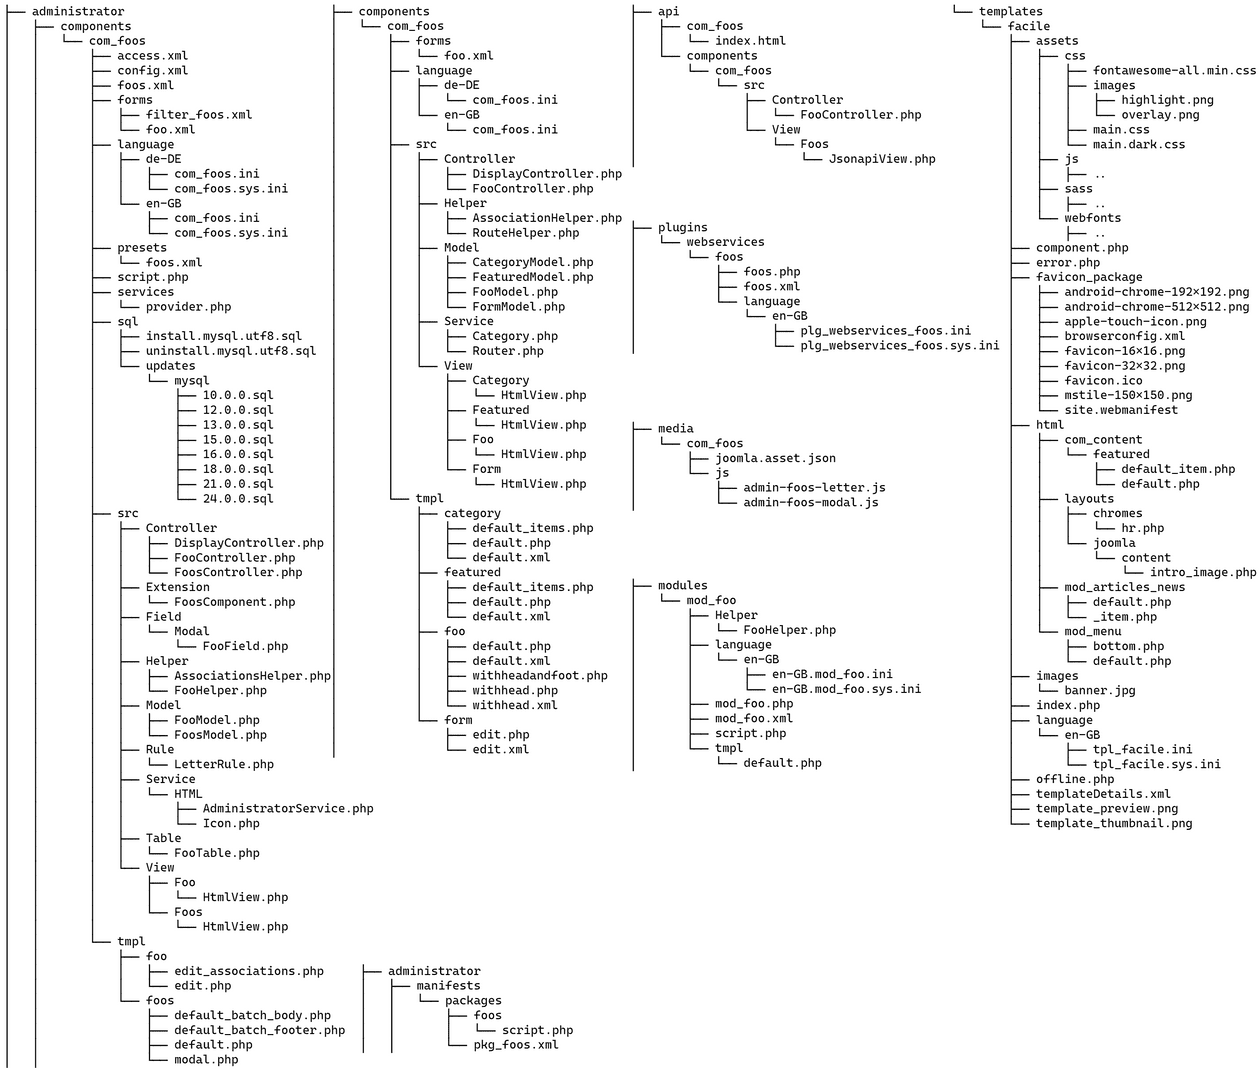 administrator
components
com_foos
access.xml
config.xml
foos.xml
forms
filter_foos.xml
foo.xml
language
de-DE
com_foos.ini
com_foos.sys.ini
en-GB
com_foos.ini
com_foos.sys.ini
presets
foos.xml
script.php
services
provider.php
sql
install.mysql.utf8.sql
uninstall.mysql.utf8.sql
updates
mysql
10.0.0.sql
12.0.0.sql
13.0.0.sql
15.0.0.sql
16.0.0.sql
18.0.0.sql
21.0.0.sql
24.0.0.sql
src
Controller
DisplayController.php
FooController.php
FoosController.php
Extension
FoosComponent.php
Field
Modal
FooField.php
Helper
AssociationsHelper.php
FooHelper.php
Model
FooModel.php
FoosModel.php
Rule
LetterRule.php
Service
HTML
AdministratorService.php
Icon.php
Table
FooTable.php
View
Foo
HtmlView.php
Foos
HtmlView.php
tmpl
foo
edit_associations.php
edit.php
foos
default_batch_body.php
default_batch_footer.php
default.php
modal.php
components
com_foos
forms
foo.xml
language
de-DE
com_foos.ini
en-GB
com_foos.ini
src
Controller
DisplayController.php
FooController.php
Helper
AssociationHelper.php
RouteHelper.php
Model
CategoryModel.php
FeaturedModel.php
FooModel.php
FormModel.php
Service
Category.php
Router.php
View
Category
HtmlView.php
Featured
HtmlView.php
Foo
HtmlView.php
Form
HtmlView.php
tmpl
category
default_items.php
default.php
default.xml
featured
default_items.php
default.php
default.xml
foo
default.php
default.xml
withheadandfoot.php
withhead.php
withhead.xml
form
edit.php
edit.xml
administrator
manifests
packages
foos
script.php
pkg_foos.xml
api
com_foos
index.html
components
com_foos
src
Controller
FooController.php
View
Foos
JsonapiView.php
plugins
webservices
foos
foos.php
foos.xml
language
en-GB
plg_webservices_foos.ini
plg_webservices_foos.sys.ini
media
com_foos
joomla.asset.json
js
admin-foos-letter.js
admin-foos-modal.js
modules
mod_foo
Helper
FooHelper.php
language
en-GB
en-GB.mod_foo.ini
en-GB.mod_foo.sys.ini
mod_foo.php
mod_foo.xml
script.php
tmpl
default.php
templates
facile
assets
css
fontawesome-all.min.css
images
highlight.png
overlay.png
main.css
main.dark.css
js
..
sass
..
webfonts
..
component.php
error.php
favicon_package
android-chrome-192×192.png
android-chrome-512×512.png
apple-touch-icon.png
browserconfig.xml
favicon-16×16.png
favicon-32×32.png
favicon.ico
mstile-150×150.png
site.webmanifest
html
com_content
featured
default_item.php
default.php
layouts
chromes
hr.php
joomla
content
intro_image.php
mod_articles_news
default.php
_item.php
mod_menu
bottom.php
default.php
images
banner.jpg
index.php
language
en-GB
tpl_facile.ini
tpl_facile.sys.ini
offline.php
templateDetails.xml
template_preview.png
template_thumbnail.png